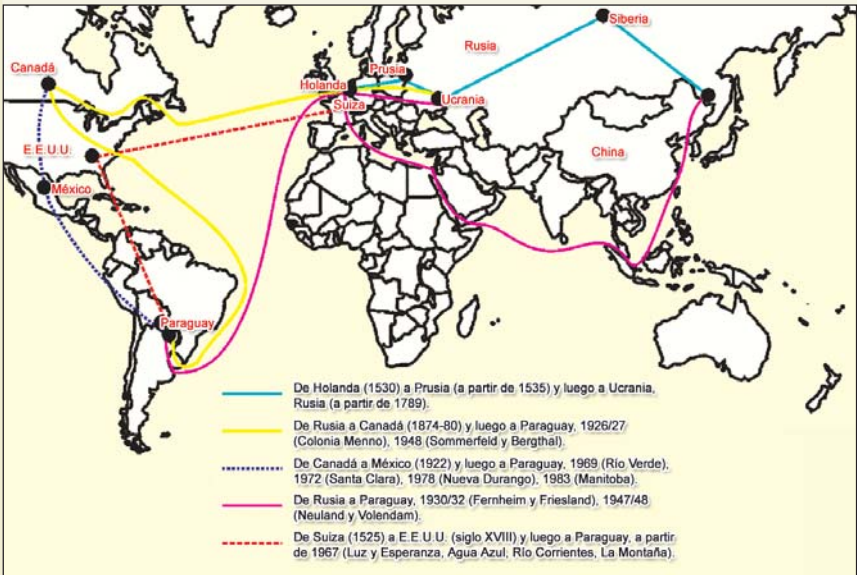 Siberia
Rusia
Canadá
Prusia
Holanda
Ucrania
Suiza
E.E.U.U.
China
México
Paraguay
De Holanda (1530) a Prusia (a partir de 1535) y luego a Ucrania,
Rusia (a partir de 1789).
De Rusia a Canadá (1874-80) y luego a Paraguay, 1926/27
(Colonia Menno), 1948 (Sommerfeld y Bergthal).
De Canadá a México (1922) y luego a Paraguay, 1969 (Río Verde),
1972 (Santa Clara), 1978 (Nueva Durango), 1983 (Manitoba).
De Rusia a Paraguay, 1930/32 (Fernheim y Friesland), 1947/48
(Neuland y Volendam).
De Suiza (1525) a E.E.U.U. (siglo XVIII) y luego a Paraguay, a partir
de 1967 (Luz y Esperanza, Agua Azul, Río Corrientes, La Montaña).